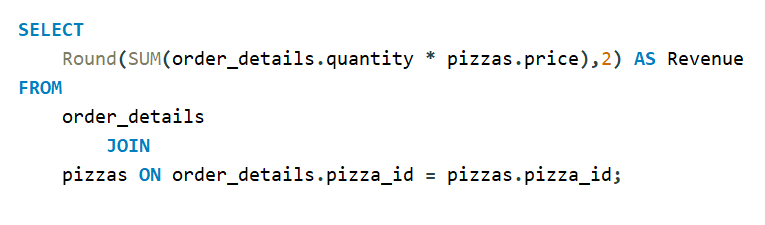 SELECT
Round(SUM(order_details.quantity * pizzas.price),2) AS Revenue
FROM
order_details
JOIN
pizzas ON order_details.pizza_id = pizzas.pizza_id;